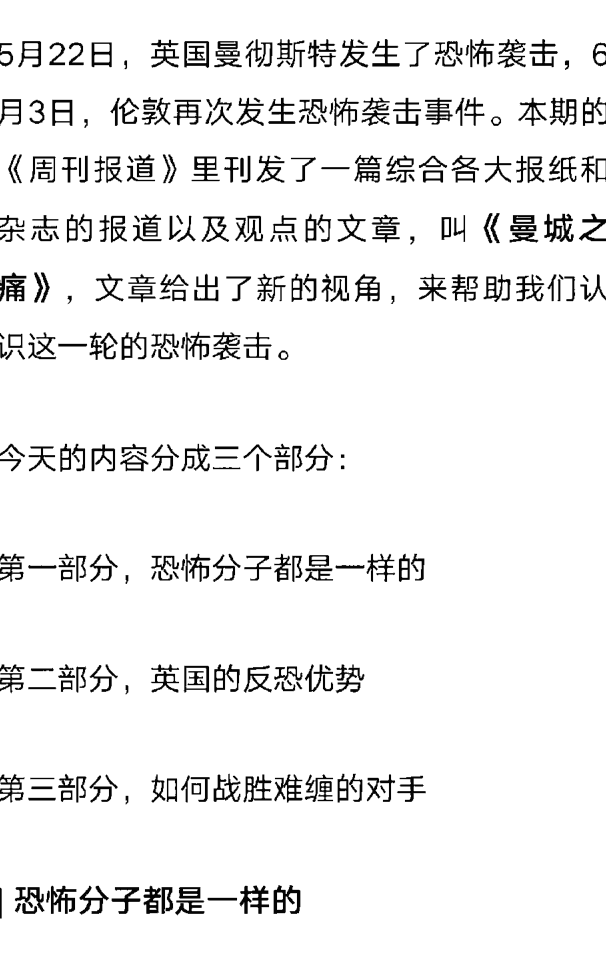 5月22日，英国曼彻斯特发生了恐怖袭击，6
月3日，伦敦再次发生恐怖袭击事件。本期的
《周刊报道》里刊发了一篇综合各大报纸和
杂志的报道以及观点的文章，叫《曼城之
痛》，文章给出了新的视角，来帮助我们认
识这一轮的恐怖袭击。
今天的内容分成三个部分：
第一部分，恐怖分子都是一样的
第二部分，英国的反恐优势
第三部分，如何战胜难缠的对手
| 恐怖分子都是一样的